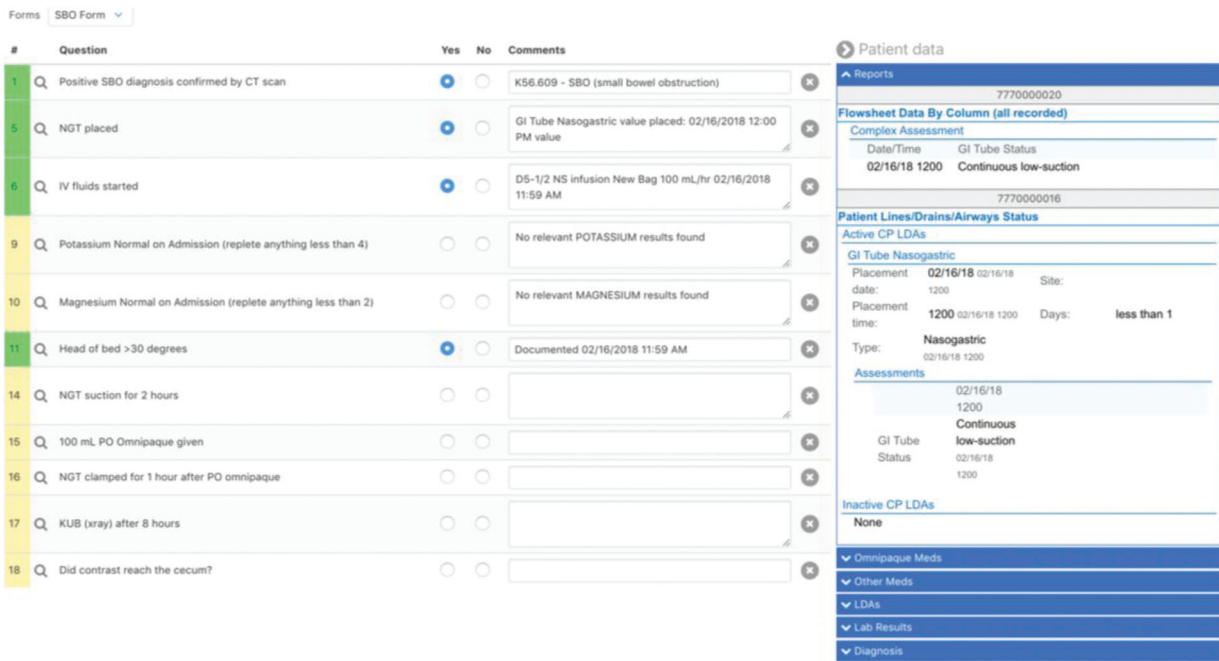 Forms SBO Form
# Question Yes No Comments
1 Positive SBO diagnosis confirmed by CT scan K56.609 - SBO (small bowel obstruction)
5 NGT placed GI Tube Nasogastric value placed: 02/16/2018 12:00
PM value
6 IV fluids started D5-1/2 NS infusion New Bag 100 mL/hr 02/16/2018
11:59 AM
9 Potassium Normal on Admission (replete anything less than 4) No relevant POTASSIUM results found
10 Magnesium Normal on Admission (replete anything less than 2) No relevant MAGNESIUM results found
11 Head of bed >30 degrees Documented 02/16/2018 11:59 AM
14 NGT suction for 2 hours
15 100 mL PO Omnipaque given
16 NGT clamped for 1 hour after PO omnipaque
17 KUB (xray) after 8 hours
18 Did contrast reach the cecum?
Patient data
Reports
7770000020
Flowsheet Data By Column (all recorded)
Complex Assessment
Date/Time GI Tube Status
02/16/18 1200 Continuous low-suction
7770000016
Patient Lines/Drains/Airways Status
Active CP LDAs
GI Tube Nasogastric
Placement date: 02/16/18 02/16/18 1200 Site:
Placement time: 1200 02/16/18 1200 Days: less than 1
Type: Nasogastric
02/16/18 1200
Assessments
02/16/18
1200
Continuous
GI Tube low-suction
Status 02/16/18
1200
Inactive CP LDAs
None
Omnipaque Meds
Other Meds
LDAs
Lab Results
Diagnosis